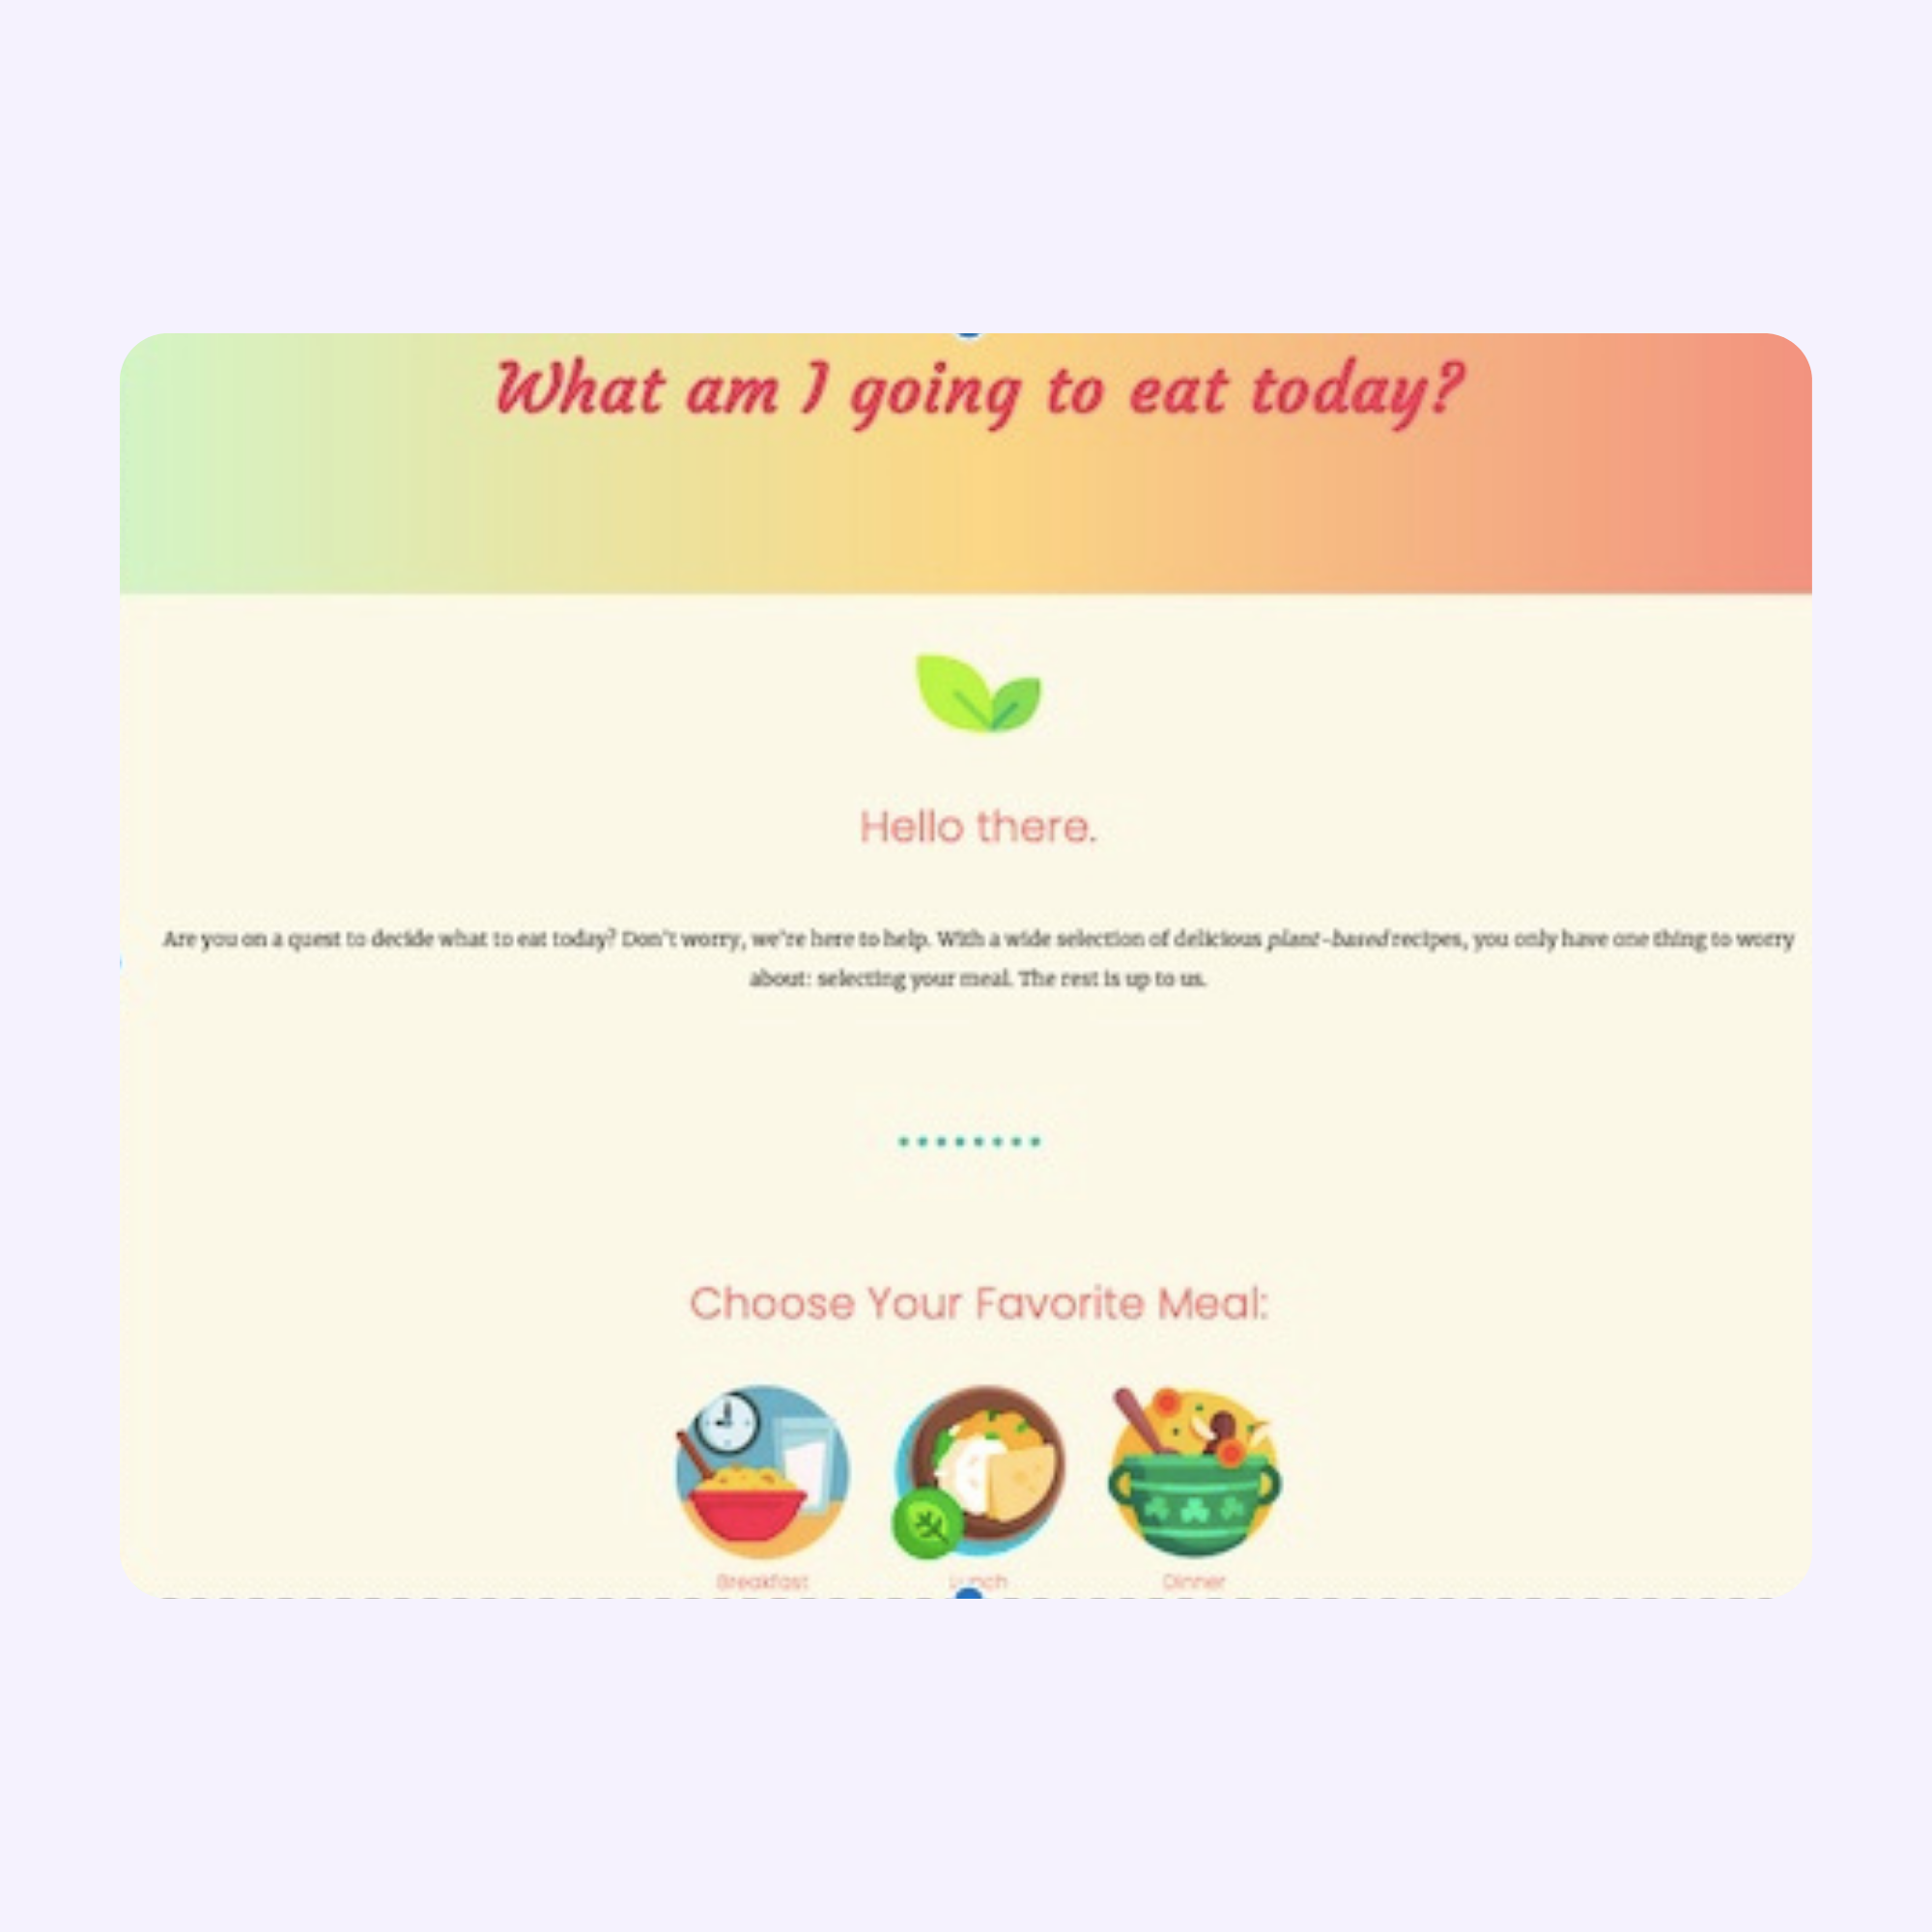 What am I going to eat today?
Hello there.
Are you on a quest to decide what to eat today? Don't worry, we're here to help. With a wide selection of delicious plant-based recipes, you only have one thing to worry
about: selecting your meal. The rest is up to us.
Choose Your Favorite Meal:
Breakfast Lunch Dinner